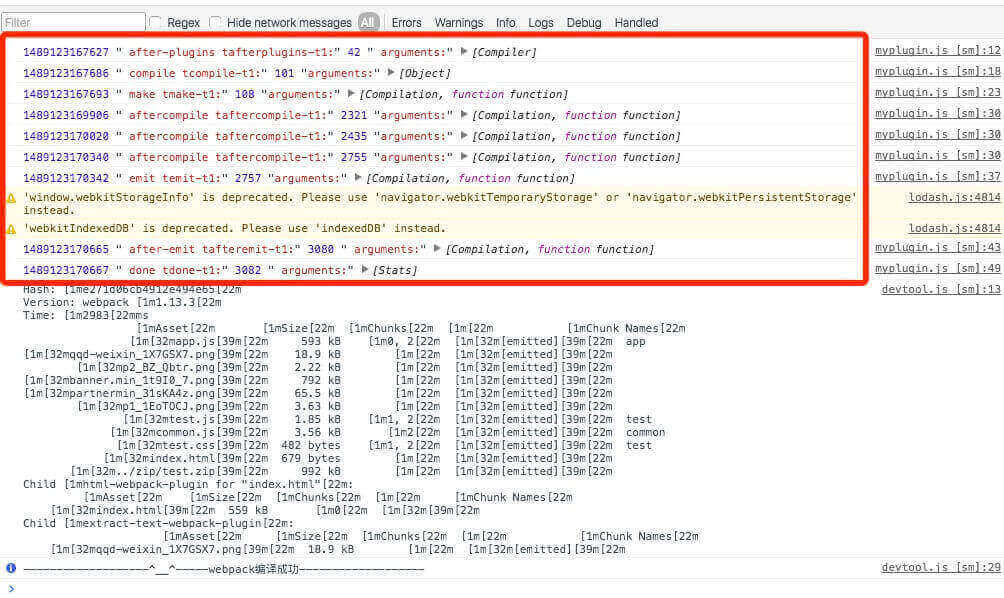 Filter Regex Hide network messages All Errors Warnings Info Logs Debug Handled
1489123167627 " after-plugins tafterplugins-t1:" 42 " arguments:" ▶ [Compiler] myplugin.js [sm]:12
1489123167686 " compile tcompile-t1:" 101 "arguments:" ▶ [Object] myplugin.js [sm]:18
1489123167693 " make tmake-t1:" 108 "arguments:" ▶ [Compilation, function function] myplugin.js [sm]:23
1489123169906 " aftercompile taftercompile-t1:" 2321 "arguments:" ▶ [Compilation, function function] myplugin.js [sm]:30
1489123170020 " aftercompile taftercompile-t1:" 2435 "arguments:" ▶ [Compilation, function function] myplugin.js [sm]:30
1489123170340 " aftercompile taftercompile-t1:" 2755 "arguments:" ▶ [Compilation, function function] myplugin.js [sm]:30
1489123170342 " emit temit-t1:" 2757 "arguments:" ▶ [Compilation, function function] myplugin.js [sm]:37
'window.webkitStorageInfo' is deprecated. Please use 'navigator.webkitTemporaryStorage' or 'navigator.webkitPersistentStorage' lodash.js:4814
instead.
'webkitIndexedDB' is deprecated. Please use 'indexedDB' instead. lodash.js:4814
1489123170665 " after-emit tafteremit-t1:" 3080 " arguments:" ▶ [Compilation, function function] myplugin.js [sm]:43
1489123170667 " done tdone-t1:" 3082 " arguments:" ▶ [Stats] myplugin.js [sm]:49
Hash: [1me271d06cb4912e494e65[22m devtool.js [sm]:13
Version: webpack [1m1.13.3[22m
Time: [1m2983[22mms
[1mAsset[22m [1mSize[22m [1mChunks[22m [1m[22m [1mChunk Names[22m
[1m[32mapp.js[39m[22m 593 kB [1m0, 2[22m [1m[32m[emitted][39m[22m app
[1m[32mqqd-weixin_1X7GSX7.png[39m[22m 18.9 kB [1m[22m [1m[32m[emitted][39m[22m
[1m[32mp2_BZ_Qbtr.png[39m[22m 2.22 kB [1m[22m [1m[32m[emitted][39m[22m
[1m[32mbanner.min_1t9I0_7.png[39m[22m 792 kB [1m[22m [1m[32m[emitted][39m[22m
[1m[32mpartnermin_31sKA4z.png[39m[22m 65.5 kB [1m[22m [1m[32m[emitted][39m[22m
[1m[32mp1_1EoTOCJ.png[39m[22m 3.63 kB [1m[22m [1m[32m[emitted][39m[22m
[1m[32mtest.js[39m[22m 1.85 kB [1m1, 2[22m [1m[32m[emitted][39m[22m test
[1m[32mcommon.js[39m[22m 3.56 kB [1m2[22m [1m[32m[emitted][39m[22m common
[1m[32mtest.css[39m[22m 482 bytes [1m1, 2[22m [1m[32m[emitted][39m[22m test
[1m[32mindex.html[39m[22m 679 bytes [1m[22m [1m[32m[emitted][39m[22m
[1m[32m../zip/test.zip[39m[22m 992 kB [1m[22m [1m[32m[emitted][39m[22m
Child [1mhtml-webpack-plugin for "index.html"[22m:
[1mAsset[22m [1mSize[22m [1mChunks[22m [1m[22m [1mChunk Names[22m
[1m[32mindex.html[39m[22m 559 kB [1m0[22m [1m[32m[39m[22m
Child [1mextract-text-webpack-plugin[22m:
[1mAsset[22m [1mSize[22m [1mChunks[22m [1m[22m [1mChunk Names[22m
[1m[32mqqd-weixin_1X7GSX7.png[39m[22m 18.9 kB [1m[22m [1m[32m[emitted][39m[22m
———————————————————^__^—————webpack编译成功——————————————————— devtool.js [sm]:29